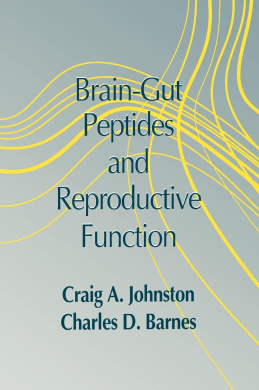 Brain-Gut
Peptides
and
Reproductive
Function
Craig A. Johnston
Charles D. Barnes